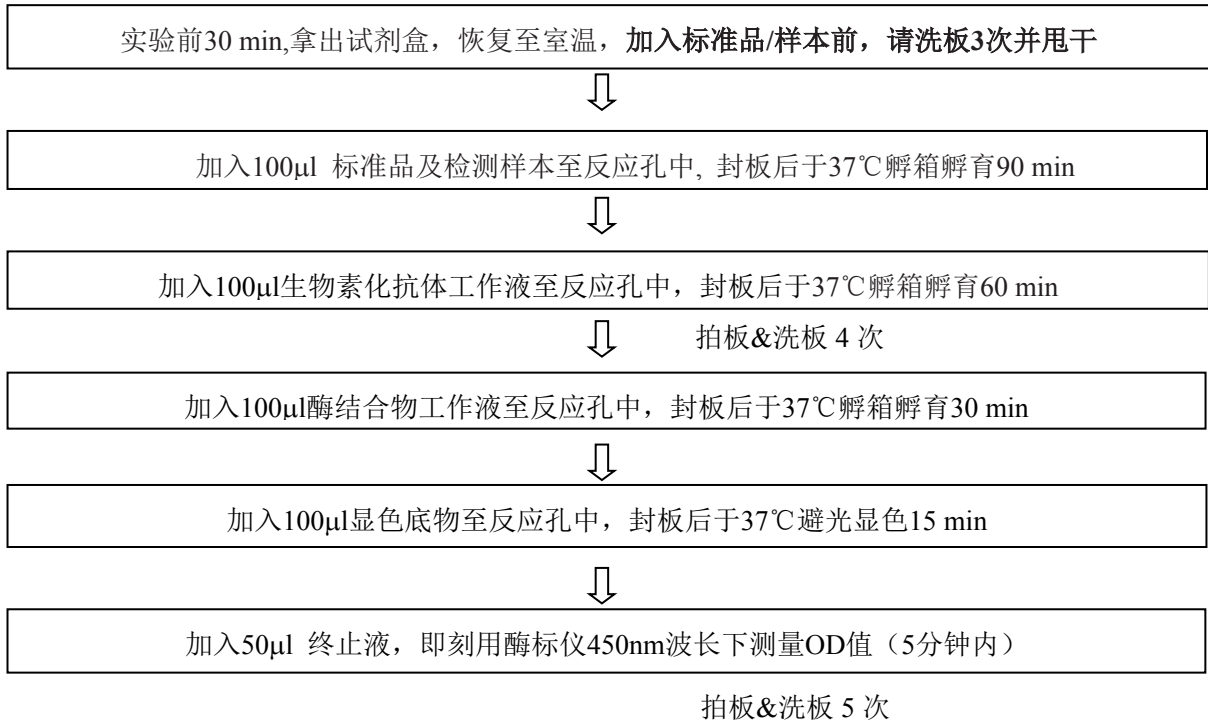 实验前30 min,拿出试剂盒，恢复至室温，加入标准品/样本前，请洗板3次并甩干
加入100μl 标准品及检测样本至反应孔中, 封板后于37℃孵箱孵育90 min
加入100μl生物素化抗体工作液至反应孔中，封板后于37℃孵箱孵育60 min
拍板&洗板 4 次
加入100μl酶结合物工作液至反应孔中，封板后于37℃孵箱孵育30 min
加入100μl显色底物至反应孔中，封板后于37℃避光显色15 min
加入50μl 终止液，即刻用酶标仪450nm波长下测量OD值（5分钟内）
拍板&洗板 5 次